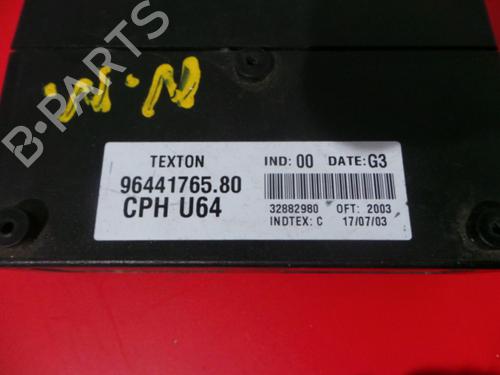 B-PARTS
TEXTON IND: 00 DATE: G3
96441765.80
CPH U64
32882980 OFT: 2003
INDTEX: C 17/07/03